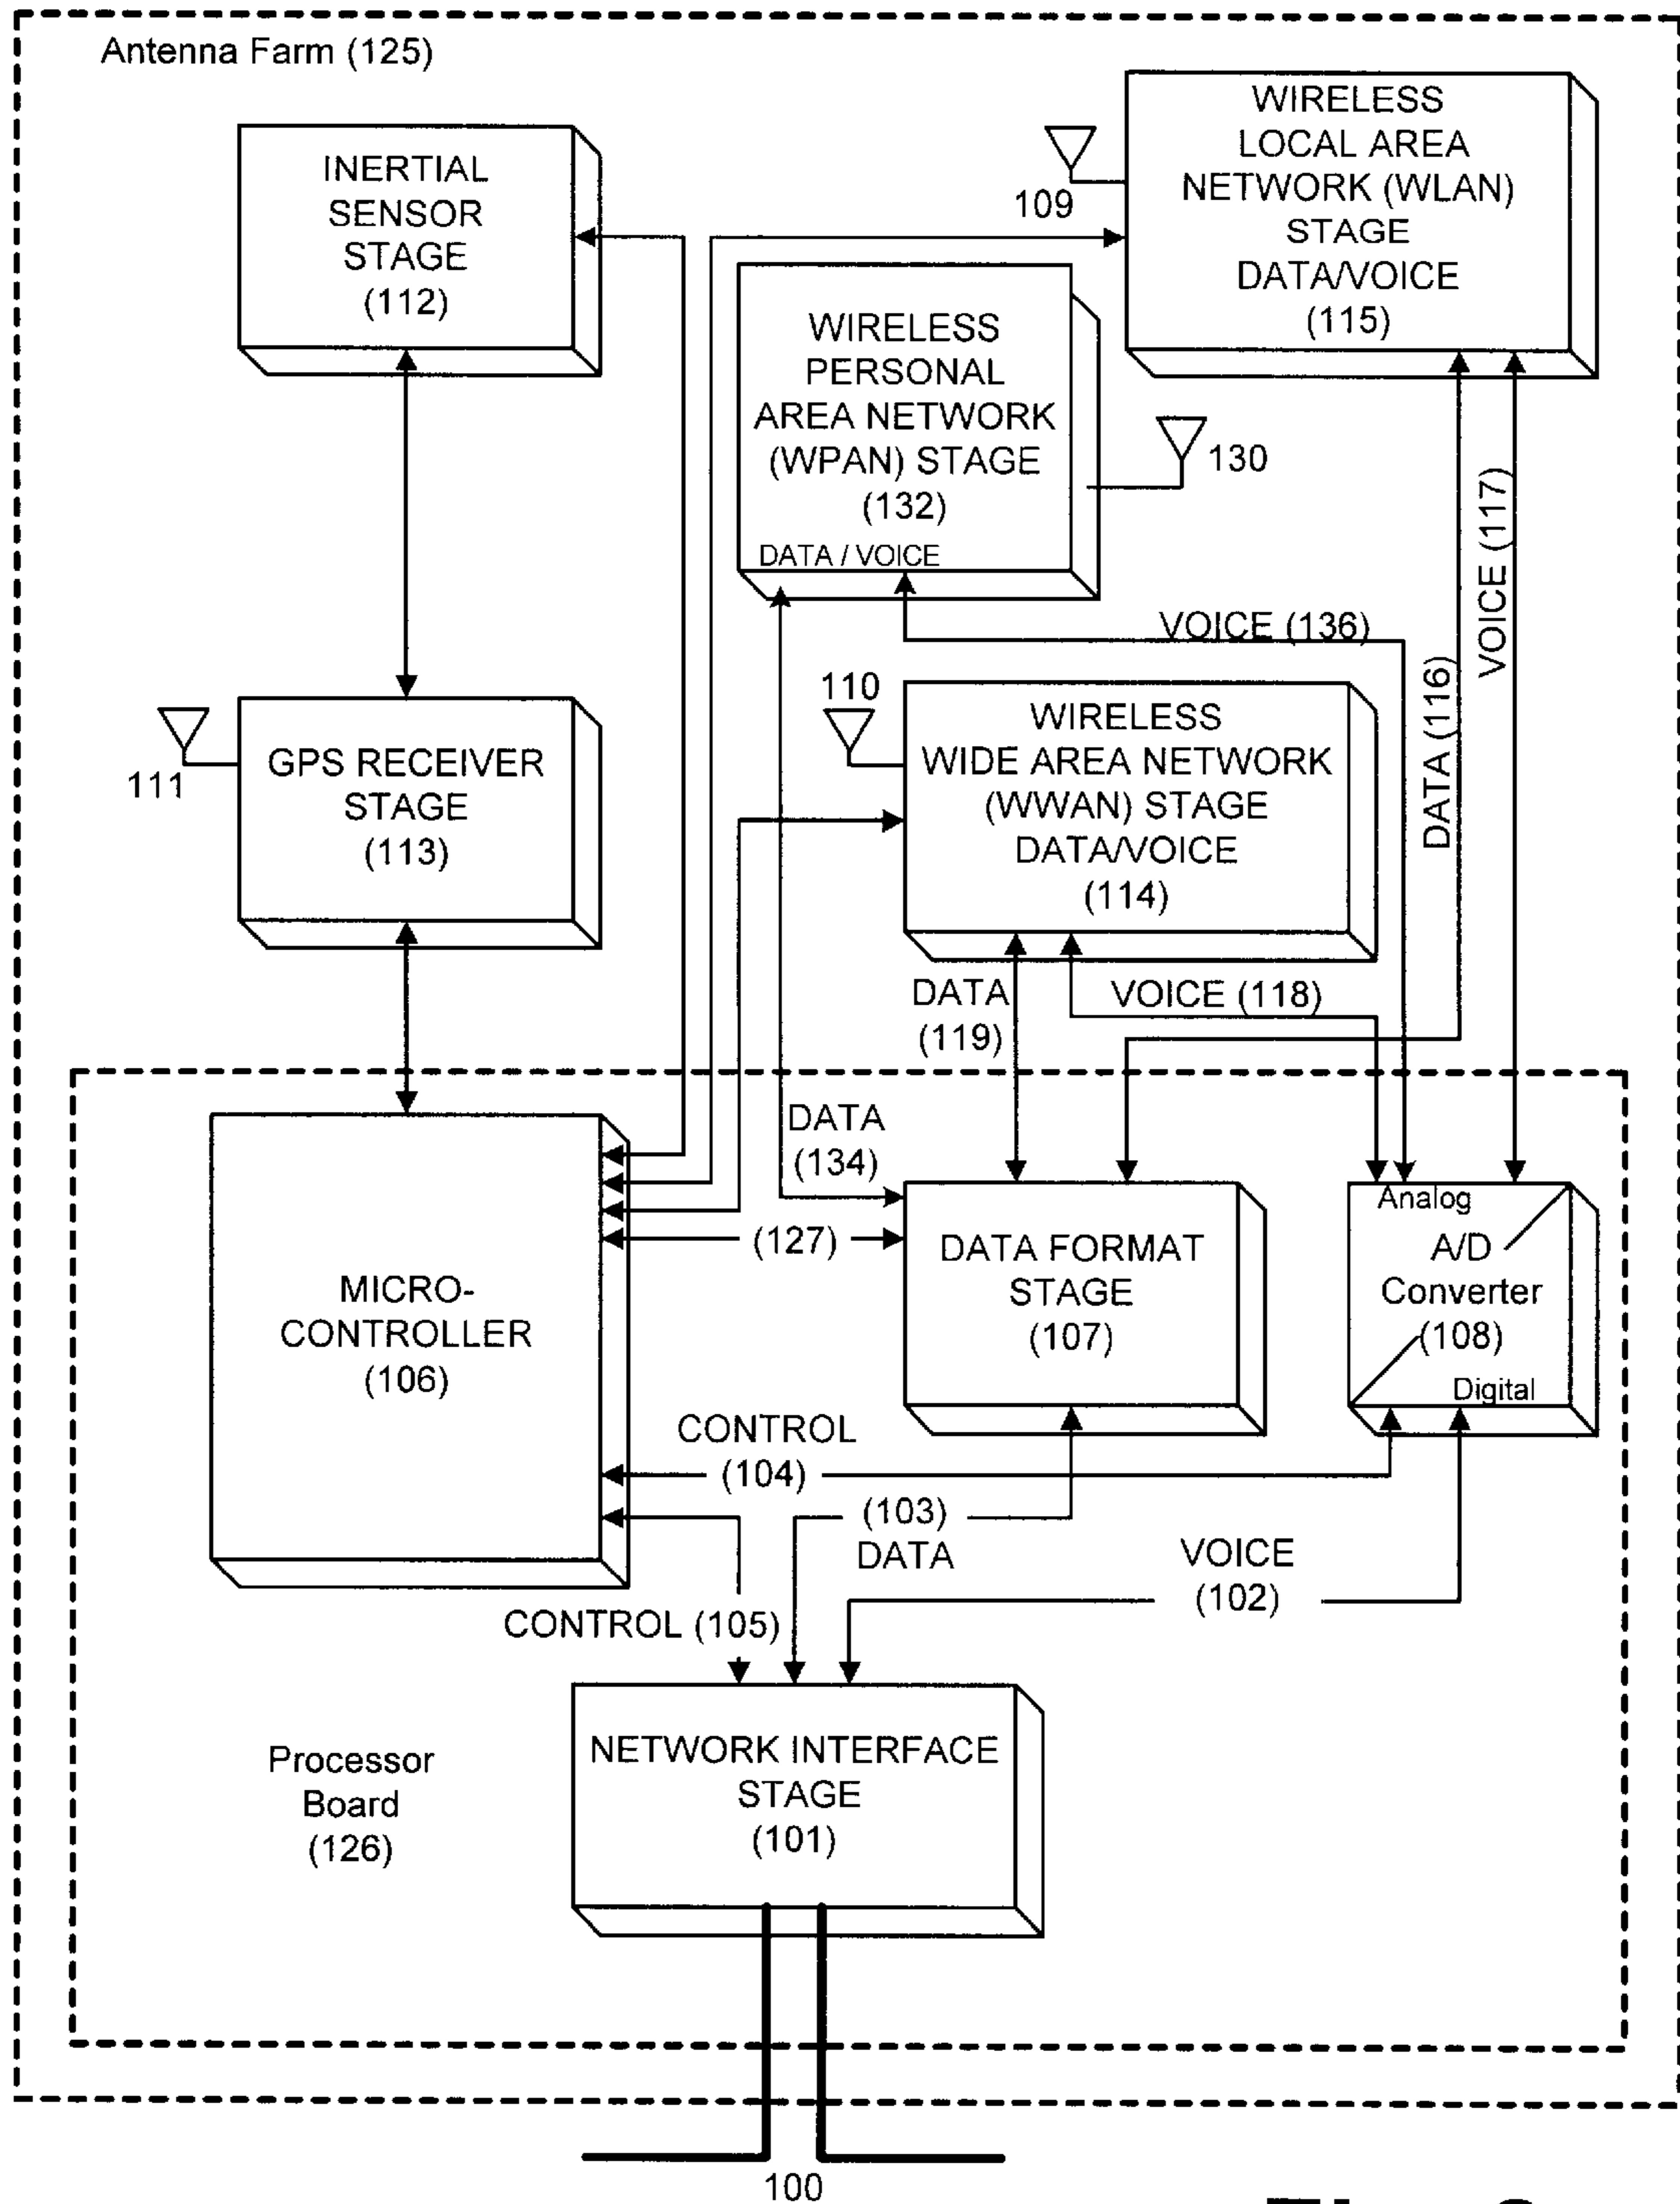 Antenna Farm (125)
INERTIAL
SENSOR
STAGE
(112)
109
WIRELESS
LOCAL AREA
NETWORK (WLAN)
STAGE
DATA/VOICE
(115)
WIRELESS
PERSONAL
AREA NETWORK
(WPAN) STAGE
(132)
DATA / VOICE
130
VOICE (136)
DATA (116)
VOICE (117)
111
GPS RECEIVER
STAGE
(113)
110
WIRELESS
WIDE AREA NETWORK
(WWAN) STAGE
DATA/VOICE
(114)
DATA
(119)
VOICE (118)
DATA
(134)
(127)
MICRO-
CONTROLLER
(106)
DATA FORMAT
STAGE
(107)
Analog
A/D
Converter
(108)
Digital
CONTROL
(104)
(103)
DATA
VOICE
(102)
CONTROL (105)
NETWORK INTERFACE
STAGE
(101)
Processor
Board
(126)
100